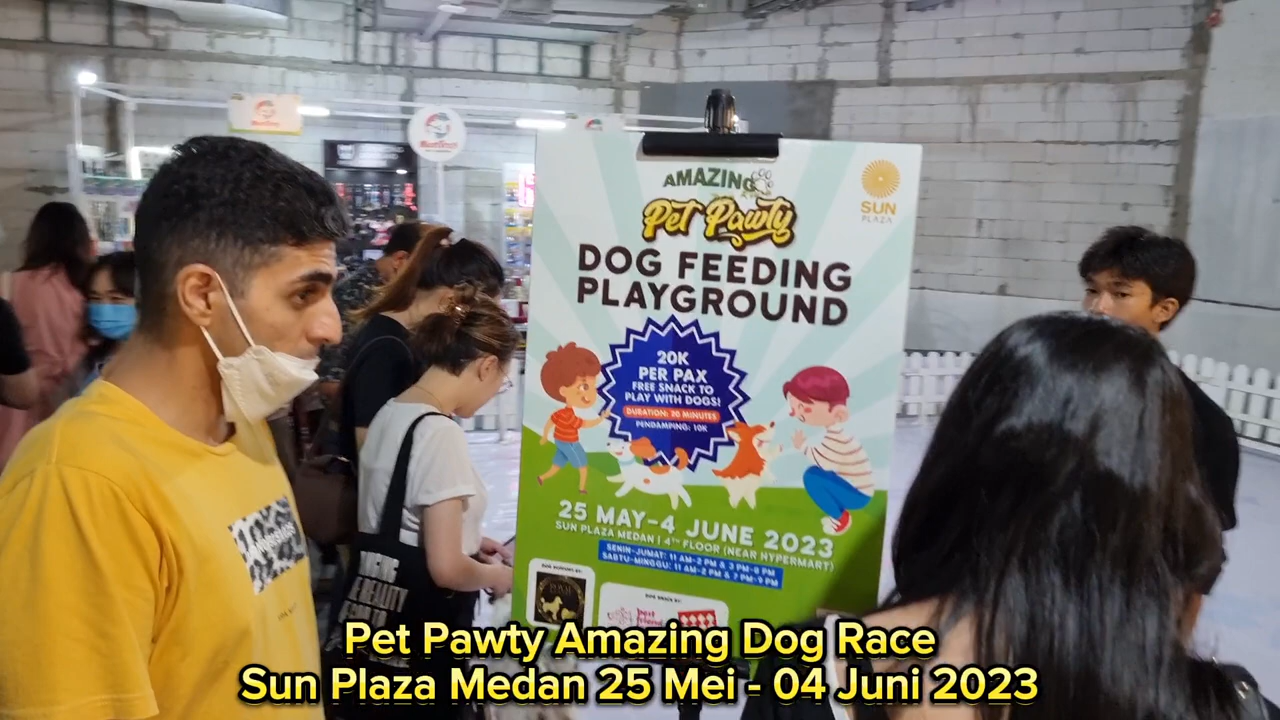 AMAZING
Pet Pawty
SUN
PLAZA
DOG FEEDING
PLAYGROUND
20K
PER PAX
FREE SNACK TO
PLAY WITH DOGS!
DURATION: 20 MINUTES
PENDAMPING: 10K
25 MAY-4 JUNE 2023
SUN PLAZA MEDAN | 4TH FLOOR (NEAR HYPERMART)
SENIN-JUMAT: 11 AM-2 PM & 3 PM-8 PM
SABTU-MINGGU: 11 AM-2 PM & 7 PM-9 PM
Pet Pawty Amazing Dog Race
Sun Plaza Medan 25 Mei - 04 Juni 2023